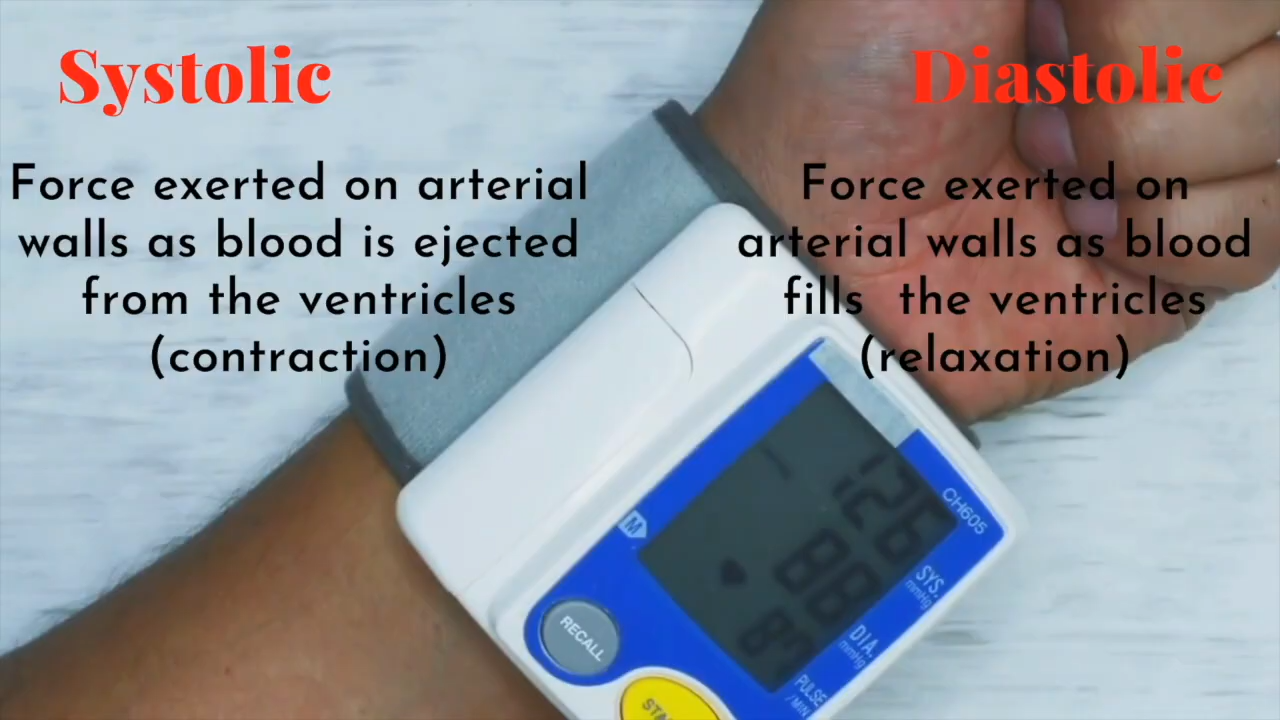 Systolic
Force exerted on arterial
walls as blood is ejected
from the ventricles
(contraction)
Diastolic
Force exerted on
arterial walls as blood
fills  the ventricles
(relaxation)
CH605
126
SYS.
mmHg
88
DIA.
mmHg
PULSE
/MIN
M
RECALL